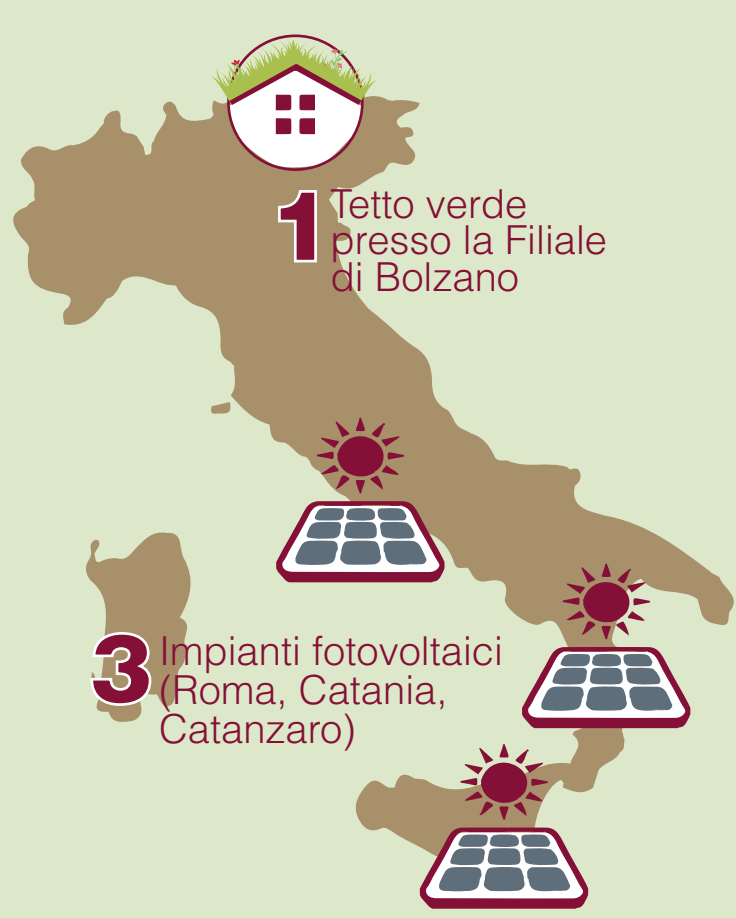 1 Tetto verde
presso la Filiale
di Bolzano
3 Impianti fotovoltaici
(Roma, Catania,
Catanzaro)